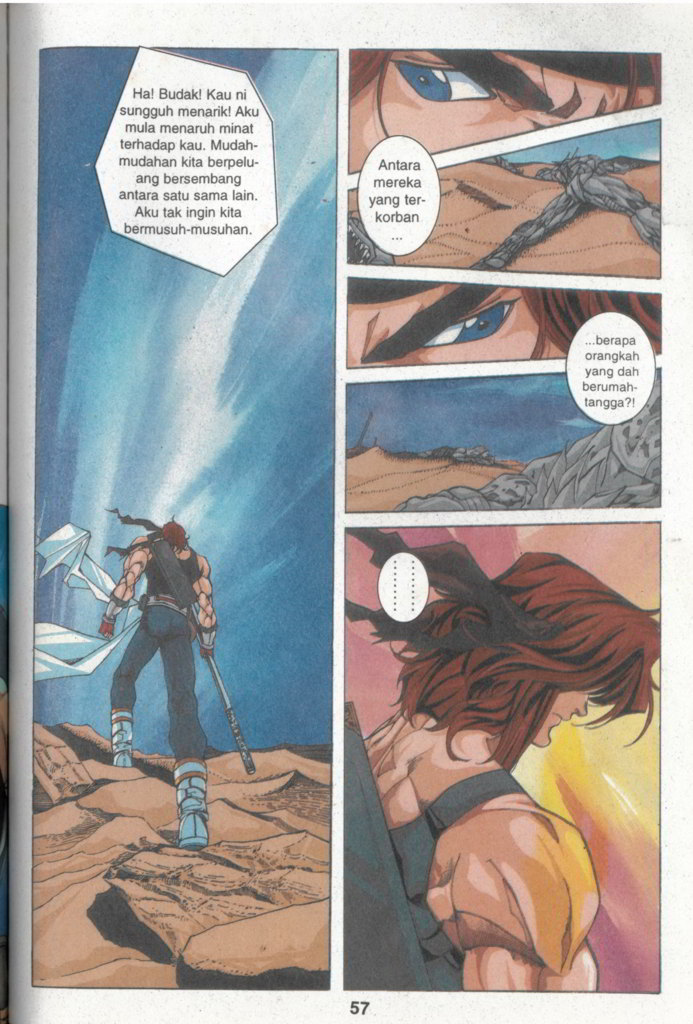 Ha! Budak! Kau ni
sungguh menarik! Aku
mula menaruh minat
terhadap kau. Mudah-
mudahan kita berpelu-
ang bersembang
antara satu sama lain.
Aku tak ingin kita
bermusuh-musuhan.
Antara
mereka
yang ter-
korban
...
...berapa
orangkah
yang dah
berumah-
tangga?!
57